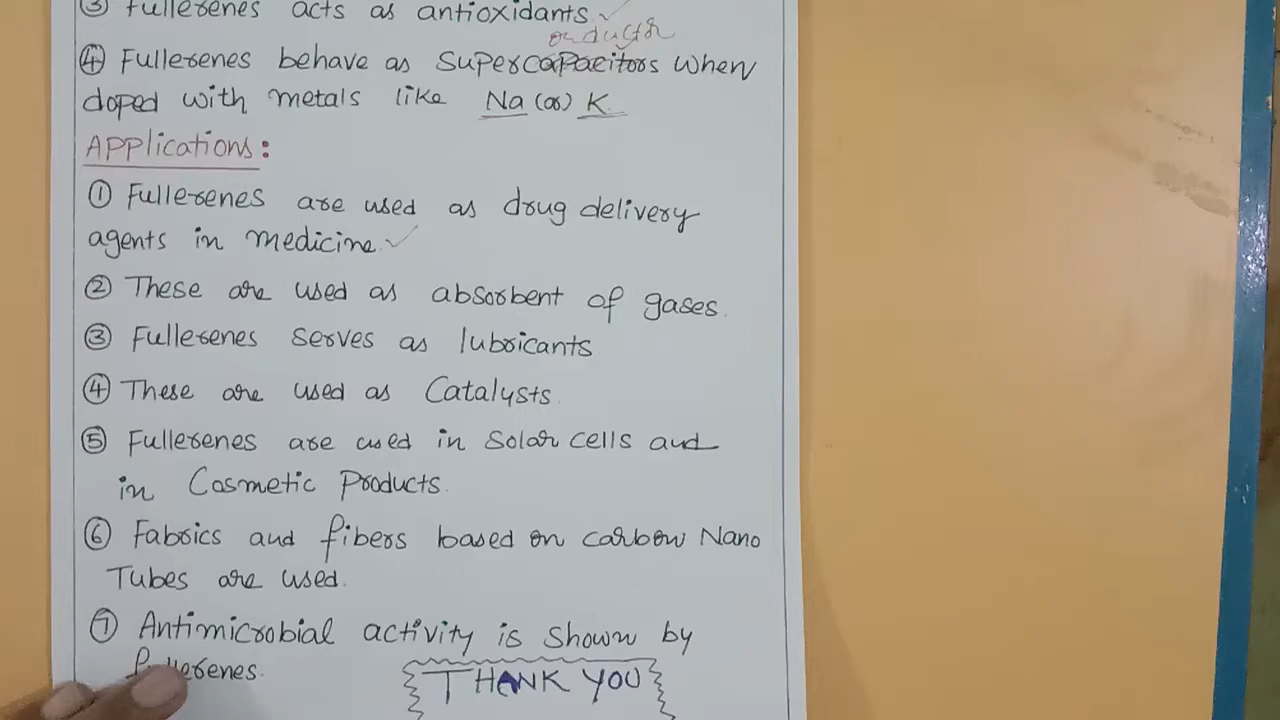 ③ Fullerenes acts as antioxidants ✓
onductor
④ Fullerenes behave as Supercapacitors when
doped with metals like Na (or) K
Applications:
① Fullerenes are used as drug delivery
agents in medicine ✓
② These are used as absorbent of gases.
③ Fullerenes serves as lubricants
④ These are used as Catalysts.
⑤ Fullerenes are used in Solar cells and
in Cosmetic Products.
⑥ Fabrics and fibers based on carbon Nano
Tubes are used.
⑦ Antimicrobial activity is shown by
fullerenes.
THANK YOU